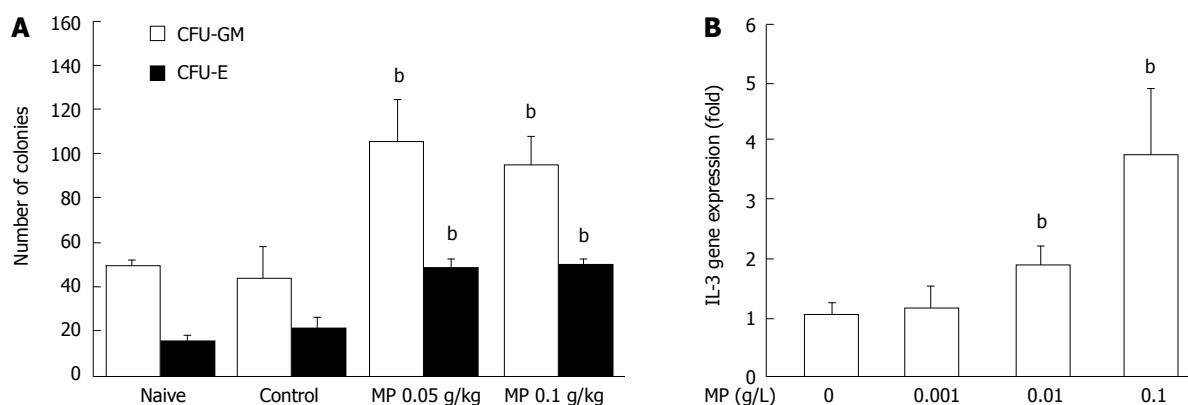 A
160
140
120
100
80
60
40
20
0
Number of colonies
CFU-GM
CFU-E
b
b
b
b
Naive
Control
MP 0.05 g/kg
MP 0.1 g/kg
B
6
5
4
3
2
1
0
IL-3 gene expression (fold)
b
b
MP (g/L)
0
0.001
0.01
0.1